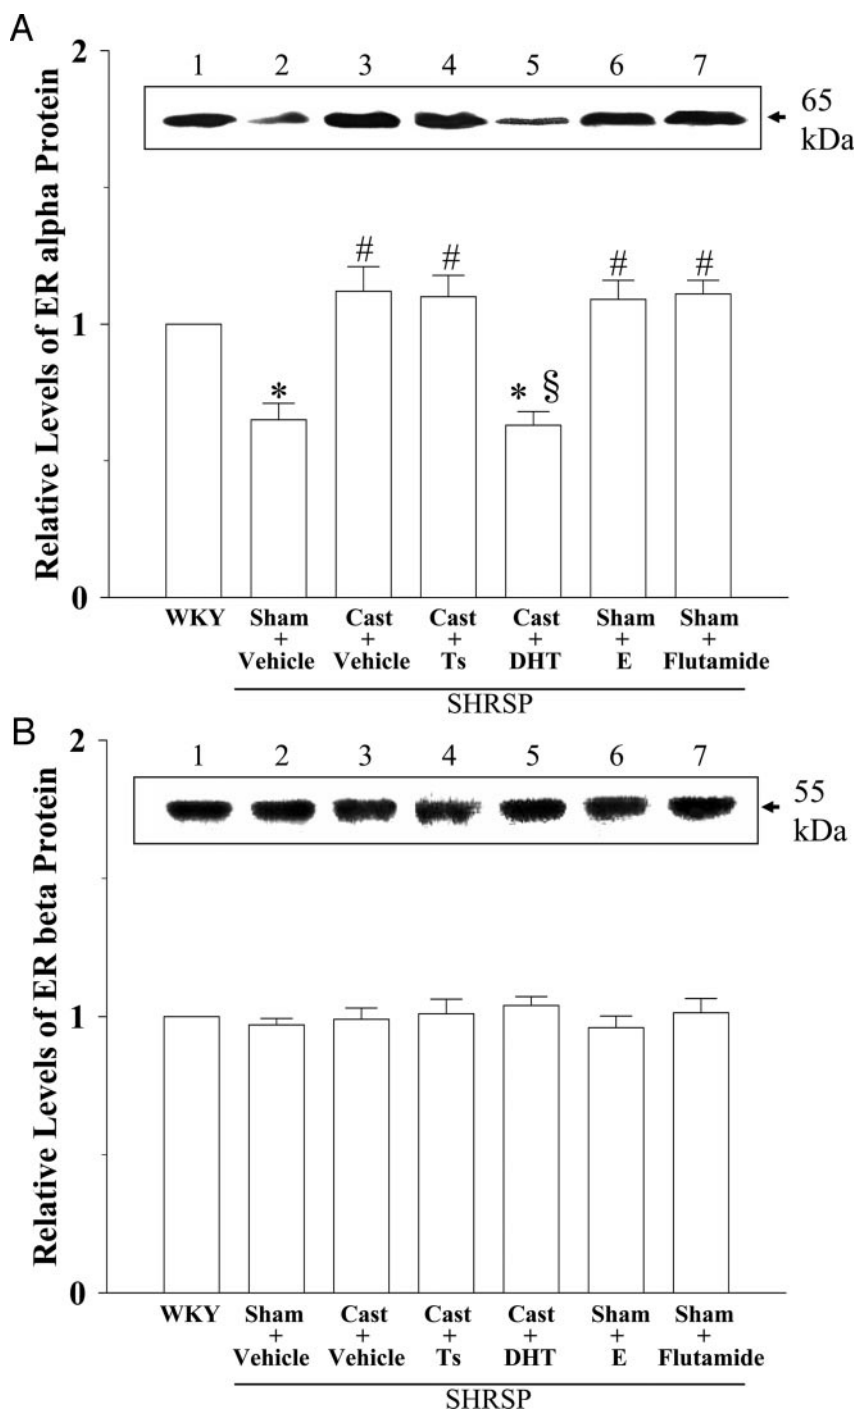 A
Relative Levels of ER alpha Protein
2
1
0
1 2 3 4 5 6 7
65
kDa
# # # #
* * §
WKY Sham Cast Cast Cast Sham Sham
+ + + + + +
Vehicle Vehicle Ts DHT E Flutamide
SHRSP
B
Relative Levels of ER beta Protein
2
1
0
1 2 3 4 5 6 7
55
kDa
WKY Sham Cast Cast Cast Sham Sham
+ + + + + +
Vehicle Vehicle Ts DHT E Flutamide
SHRSP